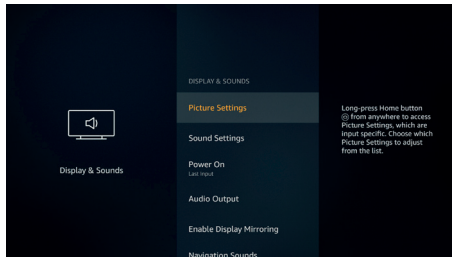 DISPLAY & SOUNDS
Picture Settings
Sound Settings
Power On
Last Input
Audio Output
Enable Display Mirroring
Navigation Sounds
Display & Sounds
Long-press Home button
from anywhere to access
Picture Settings, which are
input specific. Choose which
Picture Settings to adjust
from the list.